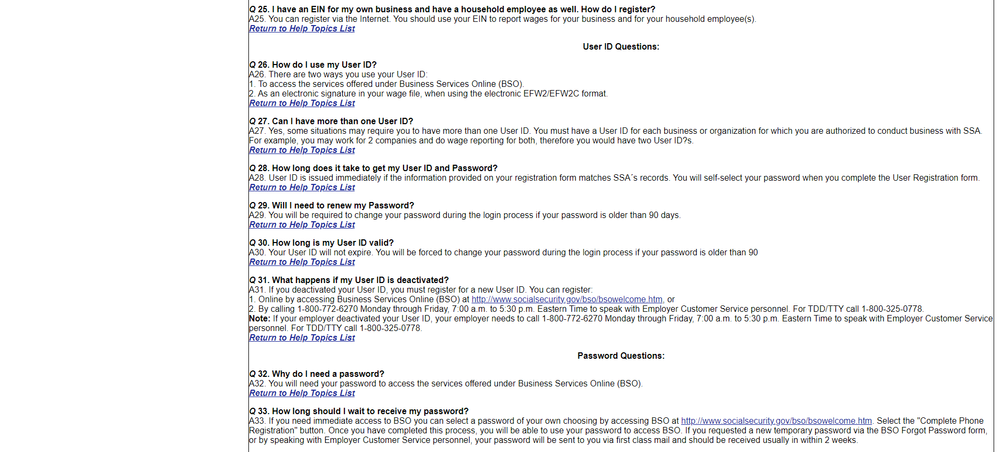 Q 25. I have an EIN for my own business and have a household employee as well. How do I register?
A25. You can register via the Internet. You should use your EIN to report wages for your business and for your household employee(s).
Return to Help Topics List
User ID Questions:
Q 26. How do I use my User ID?
A26. There are two ways you use your User ID:
1. To access the services offered under Business Services Online (BSO).
2. As an electronic signature in your wage file, when using the electronic EFW2/EFW2C format.
Return to Help Topics List
Q 27. Can I have more than one User ID?
A27. Yes, some situations may require you to have more than one User ID. You must have a User ID for each business or organization for which you are authorized to conduct business with SSA.
For example, you may work for 2 companies and do wage reporting for both, therefore you would have two User ID?s.
Return to Help Topics List
Q 28. How long does it take to get my User ID and Password?
A28. User ID is issued immediately if the information provided on your registration form matches SSA´s records. You will self-select your password when you complete the User Registration form.
Return to Help Topics List
Q 29. Will I need to renew my Password?
A29. You will be required to change your password during the login process if your password is older than 90 days.
Return to Help Topics List
Q 30. How long is my User ID valid?
A30. Your User ID will not expire. You will be forced to change your password during the login process if your password is older than 90
Return to Help Topics List
Q 31. What happens if my User ID is deactivated?
A31. If you deactivated your User ID, you must register for a new User ID. You can register:
1. Online by accessing Business Services Online (BSO) at http://www.socialsecurity.gov/bso/bsowelcome.htm, or
2. By calling 1-800-772-6270 Monday through Friday, 7:00 a.m. to 5:30 p.m. Eastern Time to speak with Employer Customer Service personnel. For TDD/TTY call 1-800-325-0778.
Note: If your employer deactivated your User ID, your employer needs to call 1-800-772-6270 Monday through Friday, 7:00 a.m. to 5:30 p.m. Eastern Time to speak with Employer Customer Service
personnel. For TDD/TTY call 1-800-325-0778.
Return to Help Topics List
Password Questions:
Q 32. Why do I need a password?
A32. You will need your password to access the services offered under Business Services Online (BSO).
Return to Help Topics List
Q 33. How long should I wait to receive my password?
A33. If you need immediate access to BSO you can select a password of your own choosing by accessing BSO at http://www.socialsecurity.gov/bso/bsowelcome.htm. Select the "Complete Phone
Registration" button. Once you have completed this process, you will be able to use your password to access BSO. If you requested a new temporary password via the BSO Forgot Password form,
or by speaking with Employer Customer Service personnel, your password will be sent to you via first class mail and should be received usually in within 2 weeks.